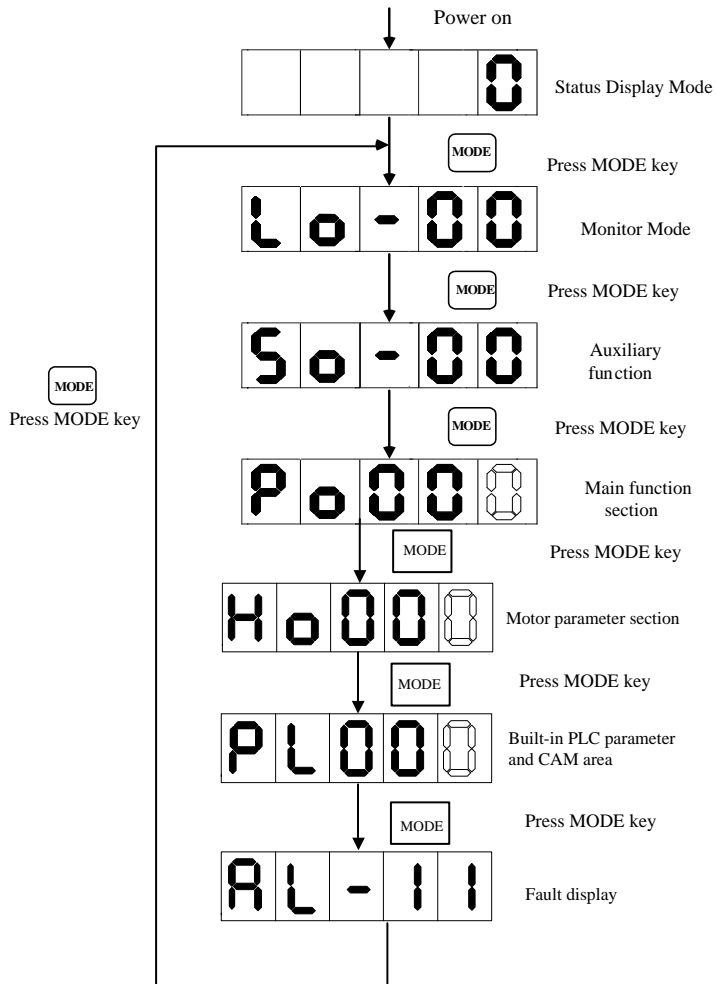 Power on
0
Status Display Mode
MODE
Press MODE key
Lo-00
Monitor Mode
MODE
Press MODE key
So-00
Auxiliary
function
MODE
Press MODE key
MODE
Press MODE key
Po000
Main function
section
MODE
Press MODE key
Ho000
Motor parameter section
MODE
Press MODE key
PL000
Built-in PLC parameter
and CAM area
MODE
Press MODE key
AL-11
Fault display